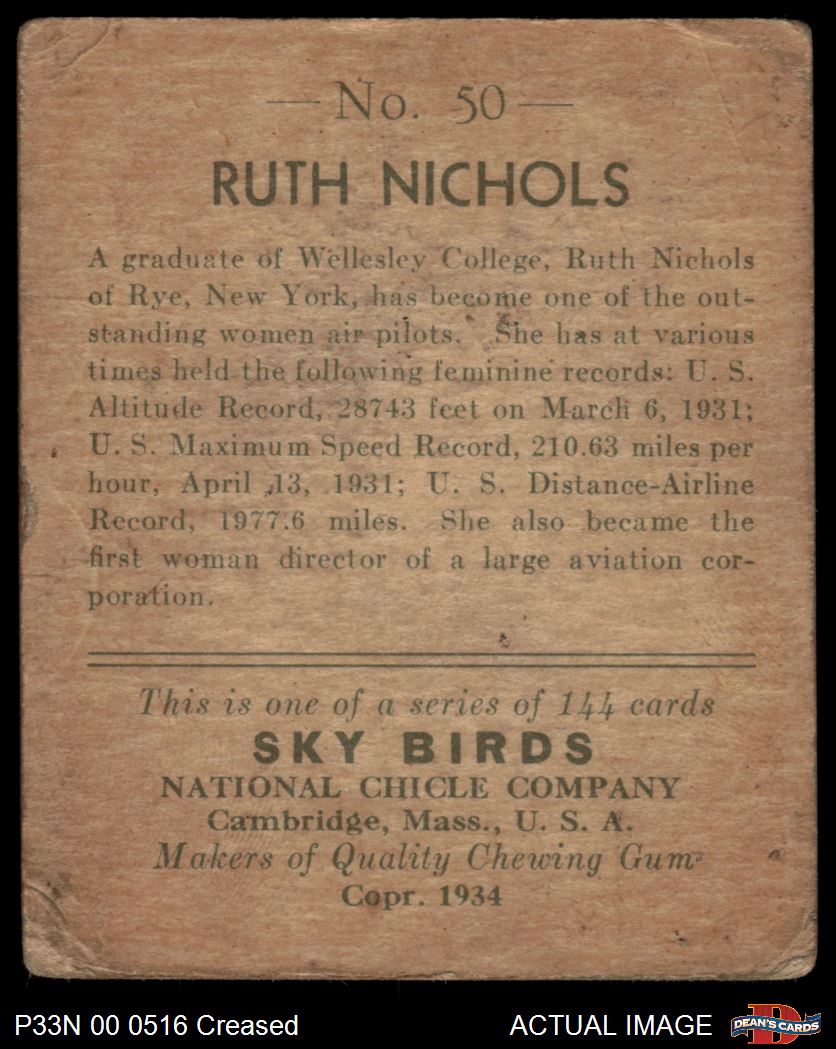 — No. 50 —
RUTH NICHOLS
A graduate of Wellesley College, Ruth Nichols
of Rye, New York, has become one of the out-
standing women air pilots. She has at various
times held the following feminine records: U. S.
Altitude Record, 28743 feet on March 6, 1931;
U. S. Maximum Speed Record, 210.63 miles per
hour, April 13, 1931; U. S. Distance-Airline
Record, 1977.6 miles. She also became the
first woman director of a large aviation cor-
poration.
This is one of a series of 144 cards
SKY BIRDS
NATIONAL CHICLE COMPANY
Cambridge, Mass., U. S. A.
Makers of Quality Chewing Gum
Copr. 1934
P33N 00 0516 Creased
ACTUAL IMAGE
D
DEAN'S CARDS